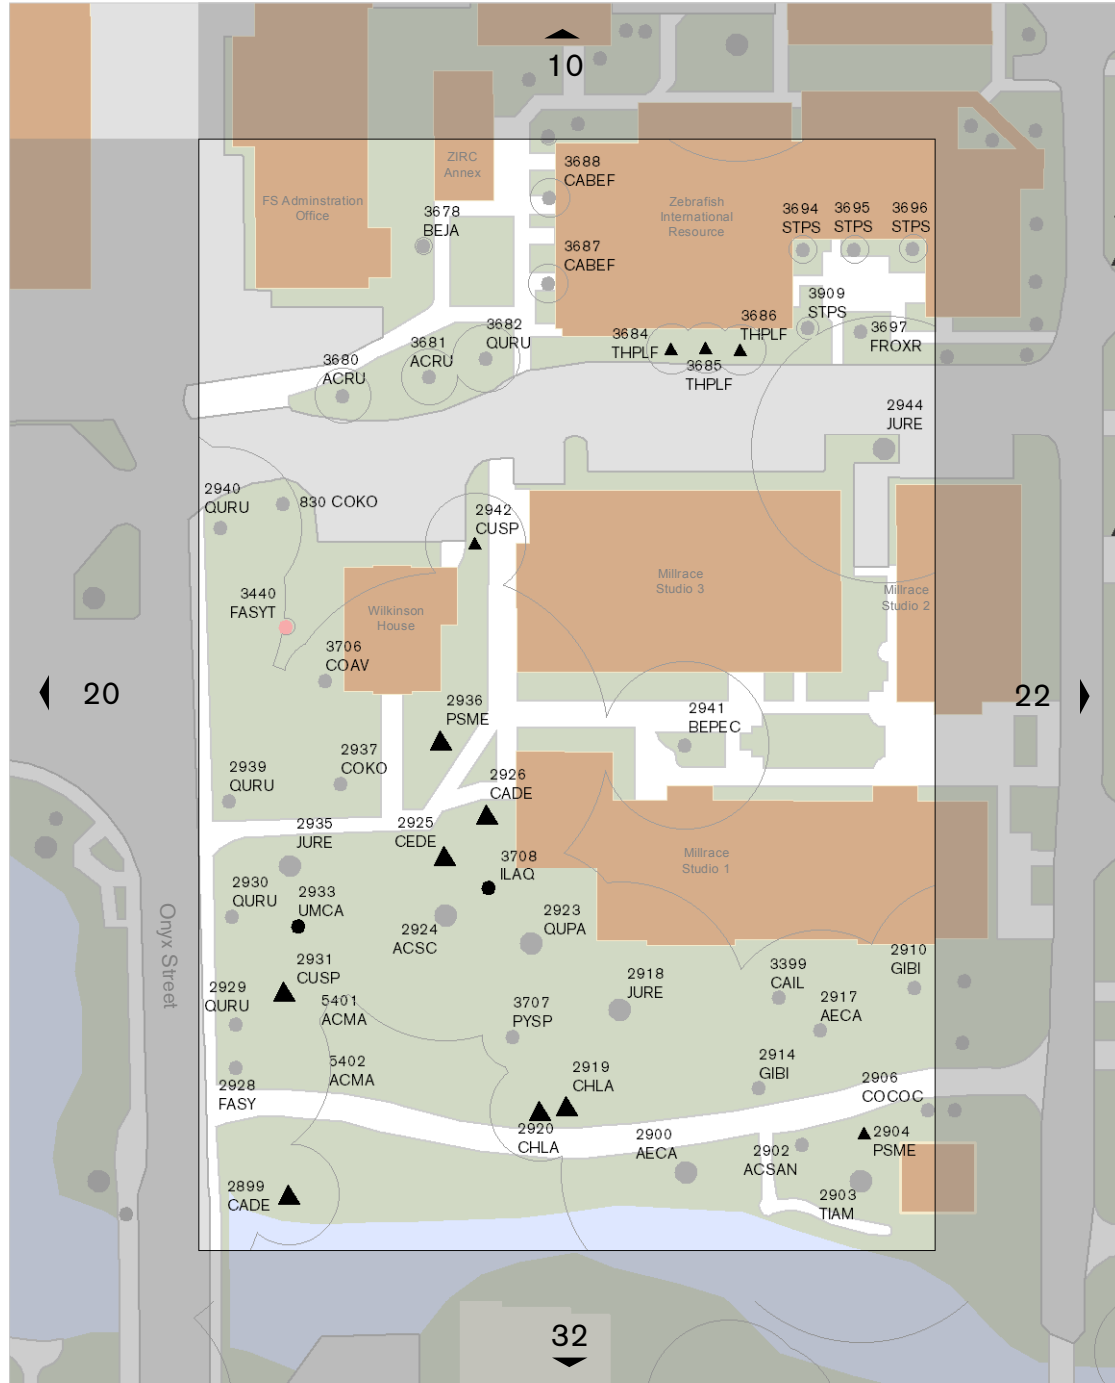 10
3688
CABEF
ZIRC
Annex
FS Adminstration
Office
Zebrafish
International
Resource
3678
BEJA
3694
STPS
3695
STPS
3696
STPS
3687
CABEF
3909
STPS
3682
QURU
3684
THPLF
3686
THPLF
3697
FROXR
3681
ACRU
3680
ACRU
3685
THPLF
2944
JURE
2940
QURU
830 COKO
2942
CUSP
3440
FASYT
Wilkinson
House
Millrace
Studio 3
Millrace
Studio 2
3706
COAV
20
2936
PSME
2941
BEPEC
22
2939
QURU
2937
COKO
2926
CADE
2935
JURE
2925
CEDE
3708
ILAQ
Millrace
Studio 1
2930
QURU
2933
UMCA
2924
ACSC
2923
QUPA
Onyx Street
2931
CUSP
2929
QURU
5401
ACMA
3707
PYSP
2918
JURE
3399
CAIL
2917
AECA
2910
GIBI
2928
FASY
5402
ACMA
2919
CHLA
2914
GIBI
2906
COCOC
2920
CHLA
2900
AECA
2902
ACSAN
2904
PSME
2899
CADE
2903
TIAM
32